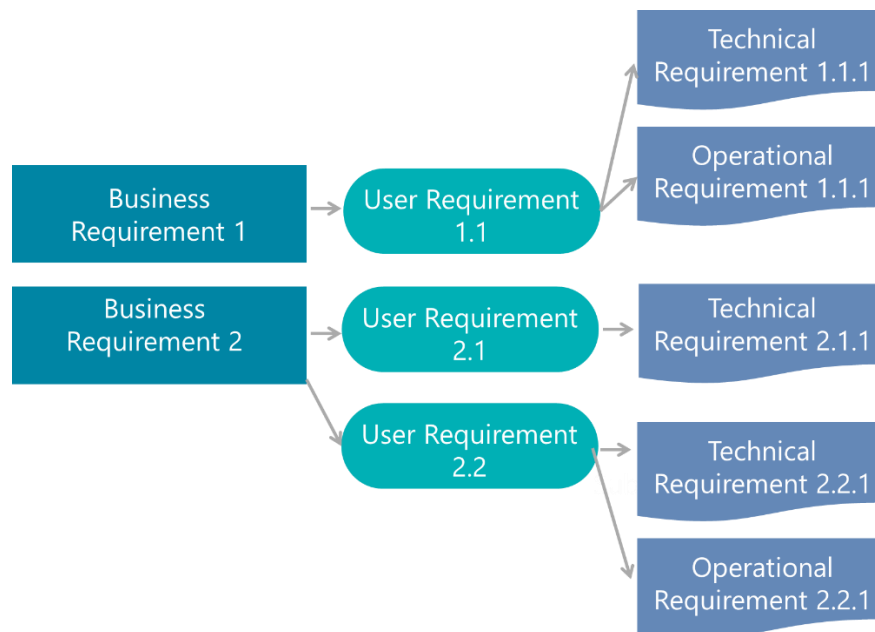 Technical
Requirement 1.1.1
Operational
Requirement 1.1.1
Business
Requirement 1
User Requirement
1.1
Business
Requirement 2
User Requirement
2.1
Technical
Requirement 2.1.1
User Requirement
2.2
Technical
Requirement 2.2.1
Operational
Requirement 2.2.1